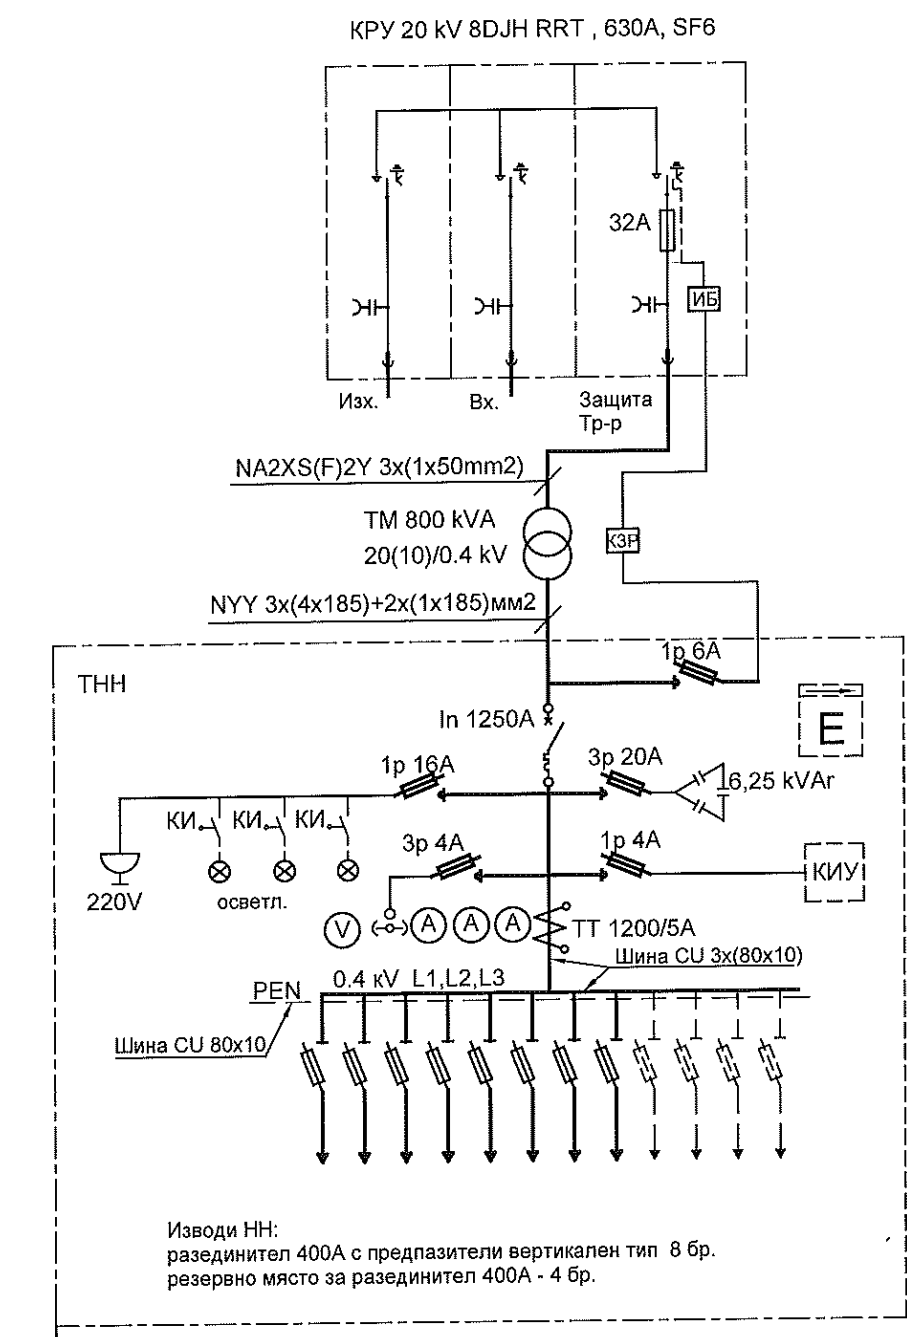 КРУ 20 kV 8DJH RRT , 630A, SF6
32A
ИБ
Изх.
Вх.
Защита
Тр-р
NA2XS(F)2Y 3x(1x50mm2)
ТМ 800 kVA
20(10)/0.4 kV
КЗР
NYY 3x(4x185)+2x(1x185)мм2
ТНН
1p 6A
E
In 1250A
1p 16A
3p 20A
6,25 kVAr
КИ
КИ
КИ
3p 4A
1p 4A
КИУ
220V
осветл.
V
A
A
A
ТТ 1200/5A
Шина CU 3x(80x10)
0.4 кV L1,L2,L3
PEN
Шина CU 80x10
Изводи НН:
разединител 400А с предпазители вертикален тип 8 бр.
резервно място за разединител 400А - 4 бр.